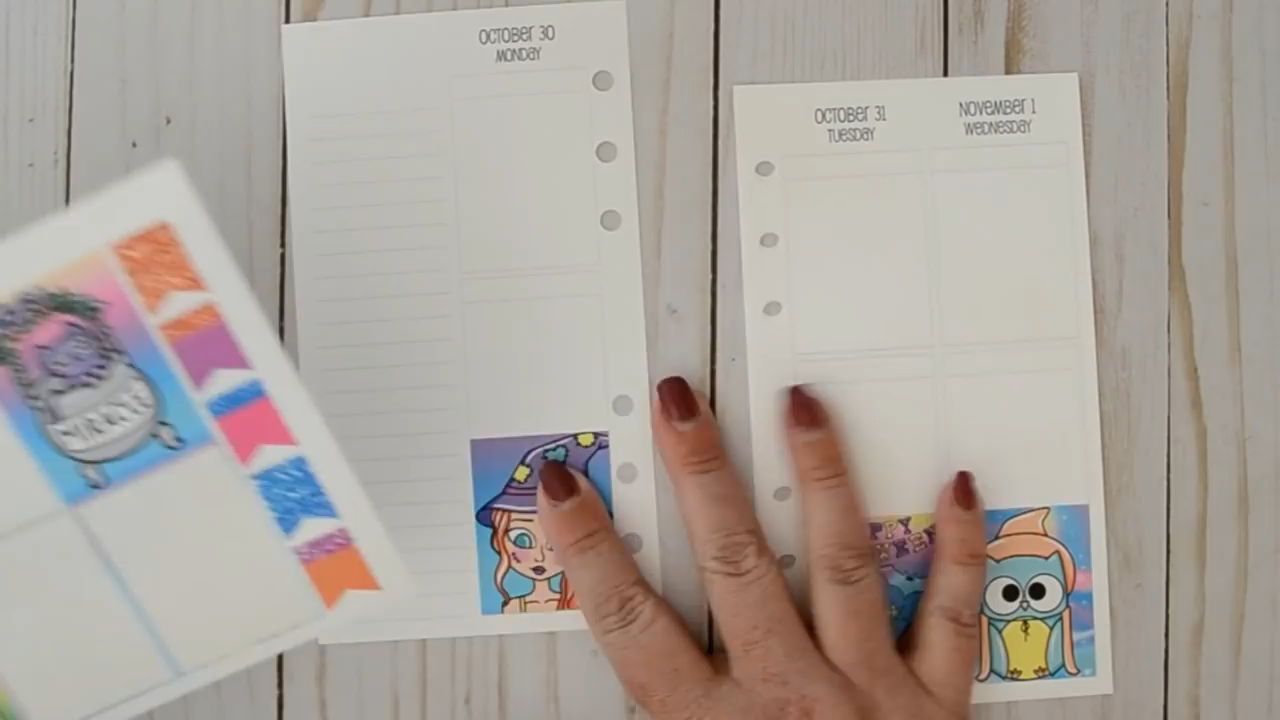 OCTOBER 30
MONDAY
OCTOBER 31
TUESDAY
NOVEMBER 1
WEDNESDAY